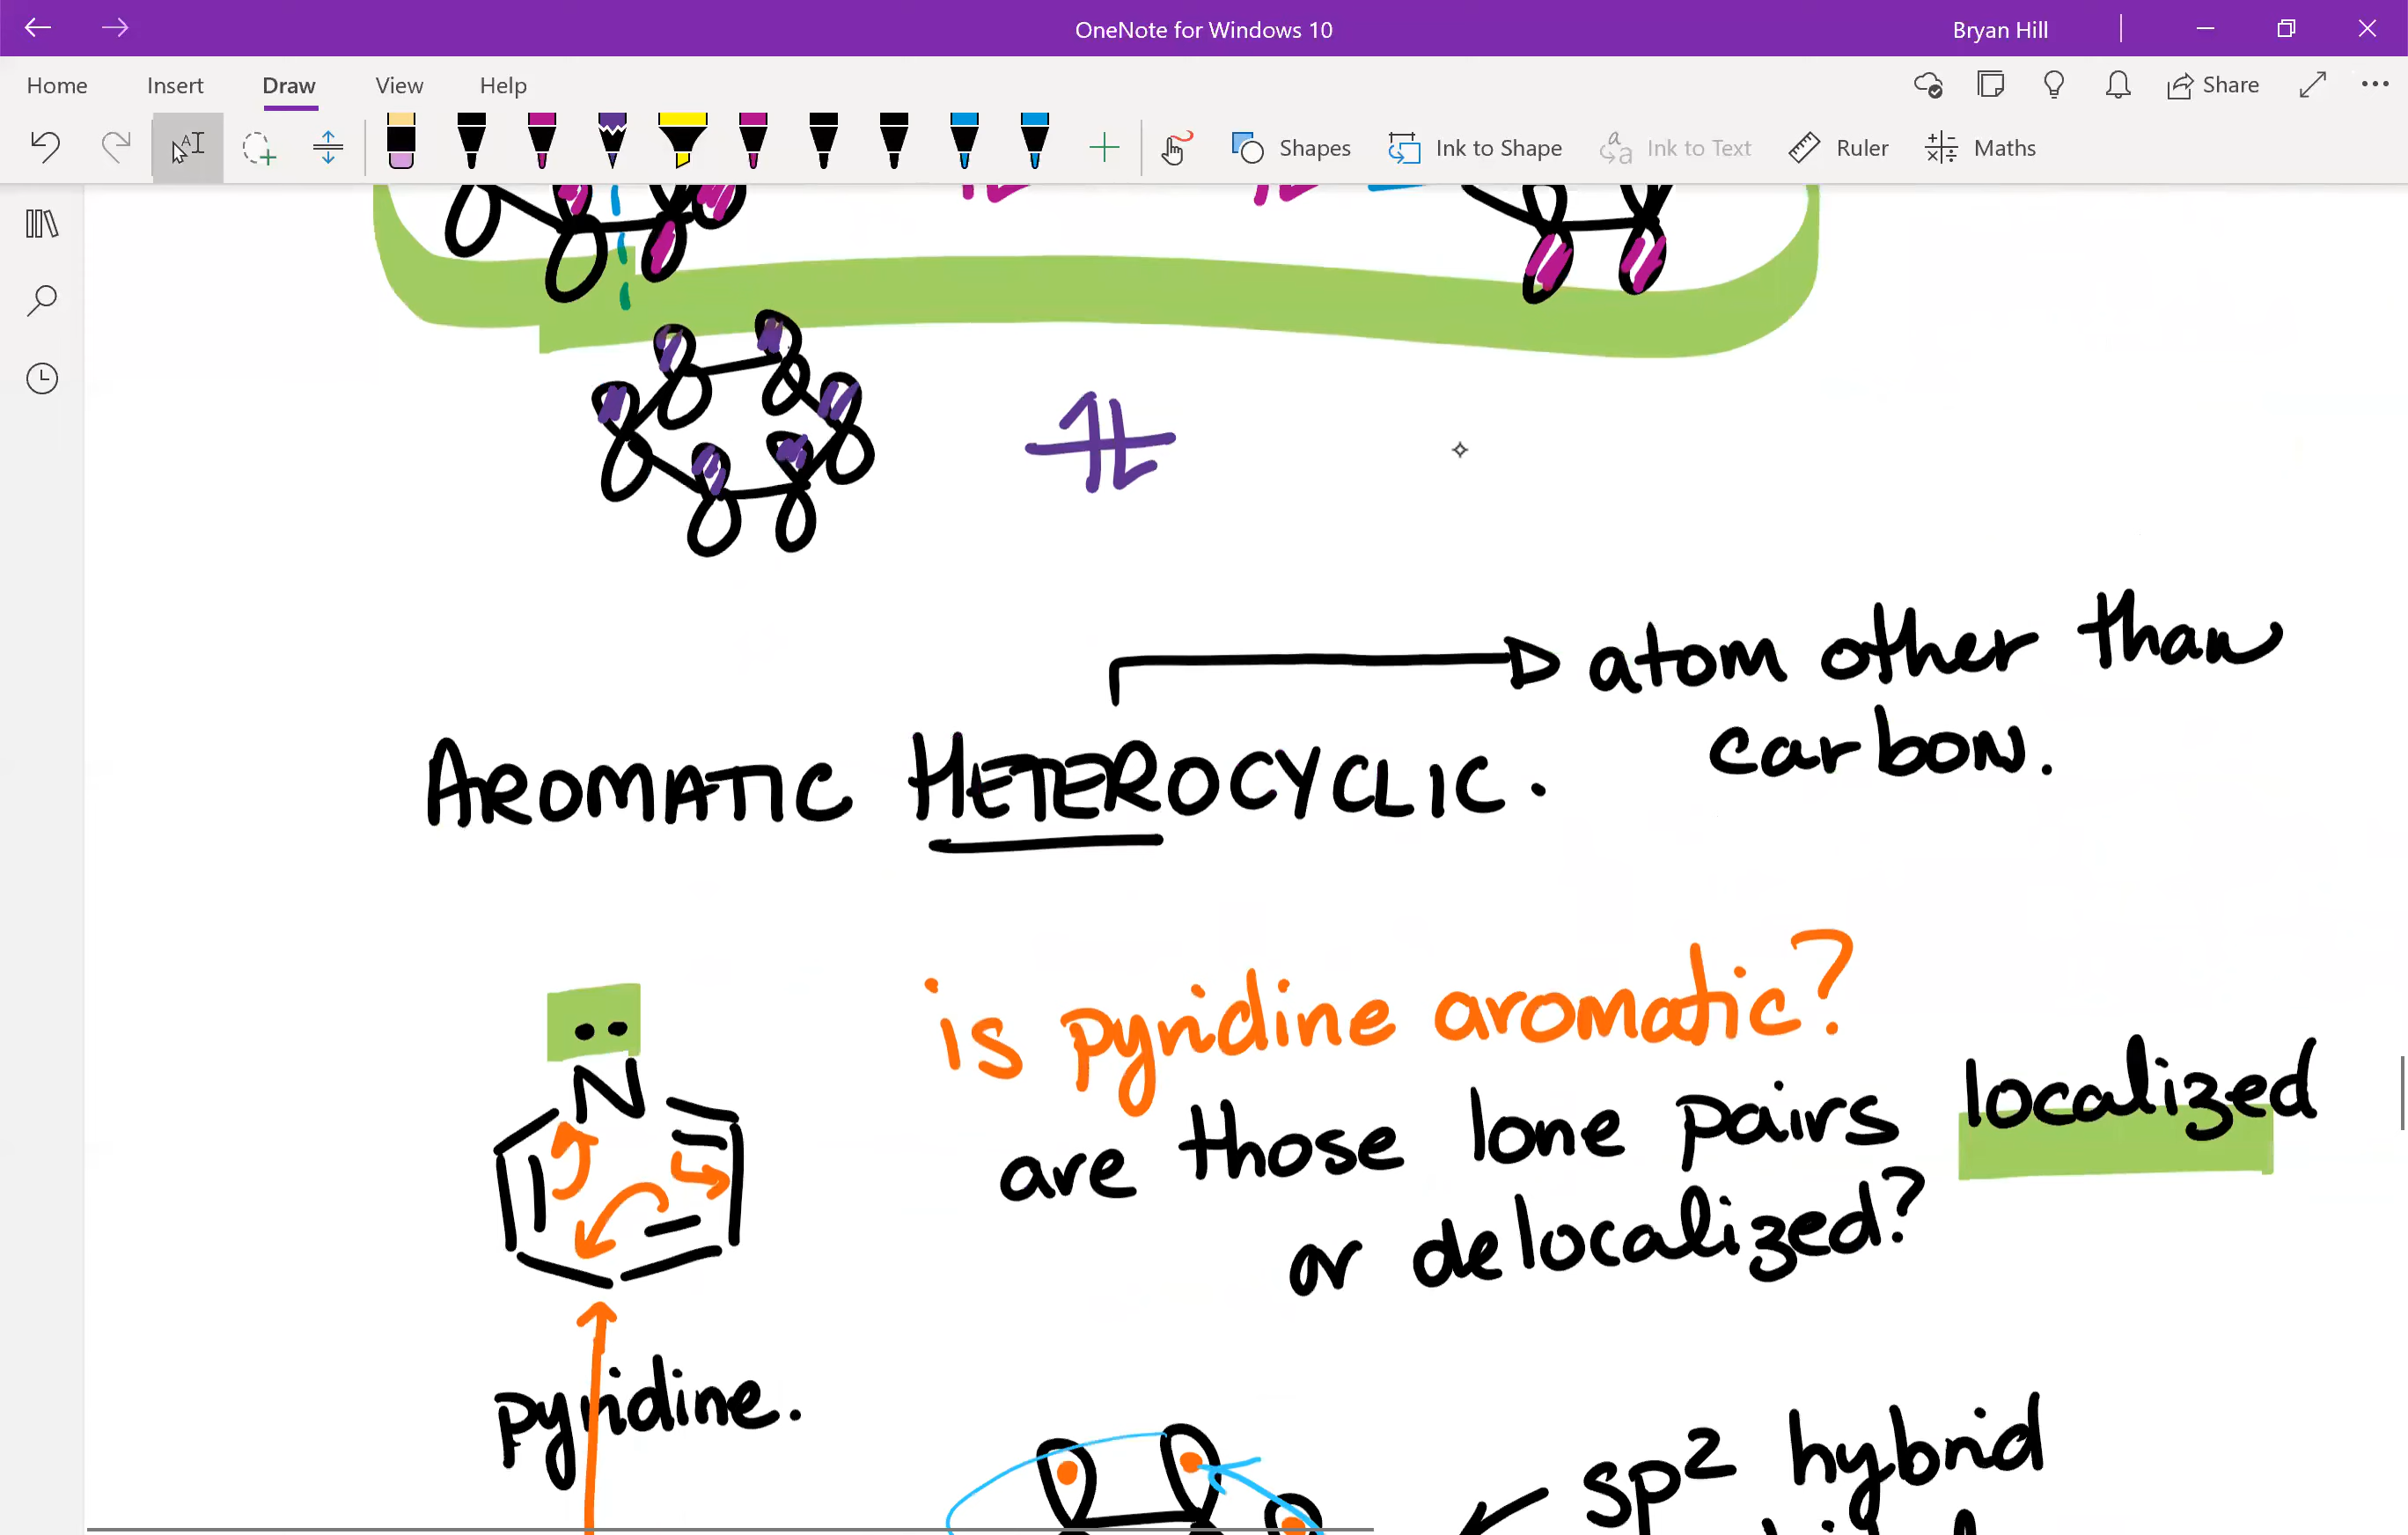 OneNote for Windows 10
Bryan Hill
Home Insert Draw View Help
Share
Shapes Ink to Shape Ink to Text Ruler Maths
atom other than
carbon.
AROMATIC HETEROCYCLIC.
is pyridine aromatic?
N
are those lone pairs localized
or delocalized?
pyridine.
sp² hybrid